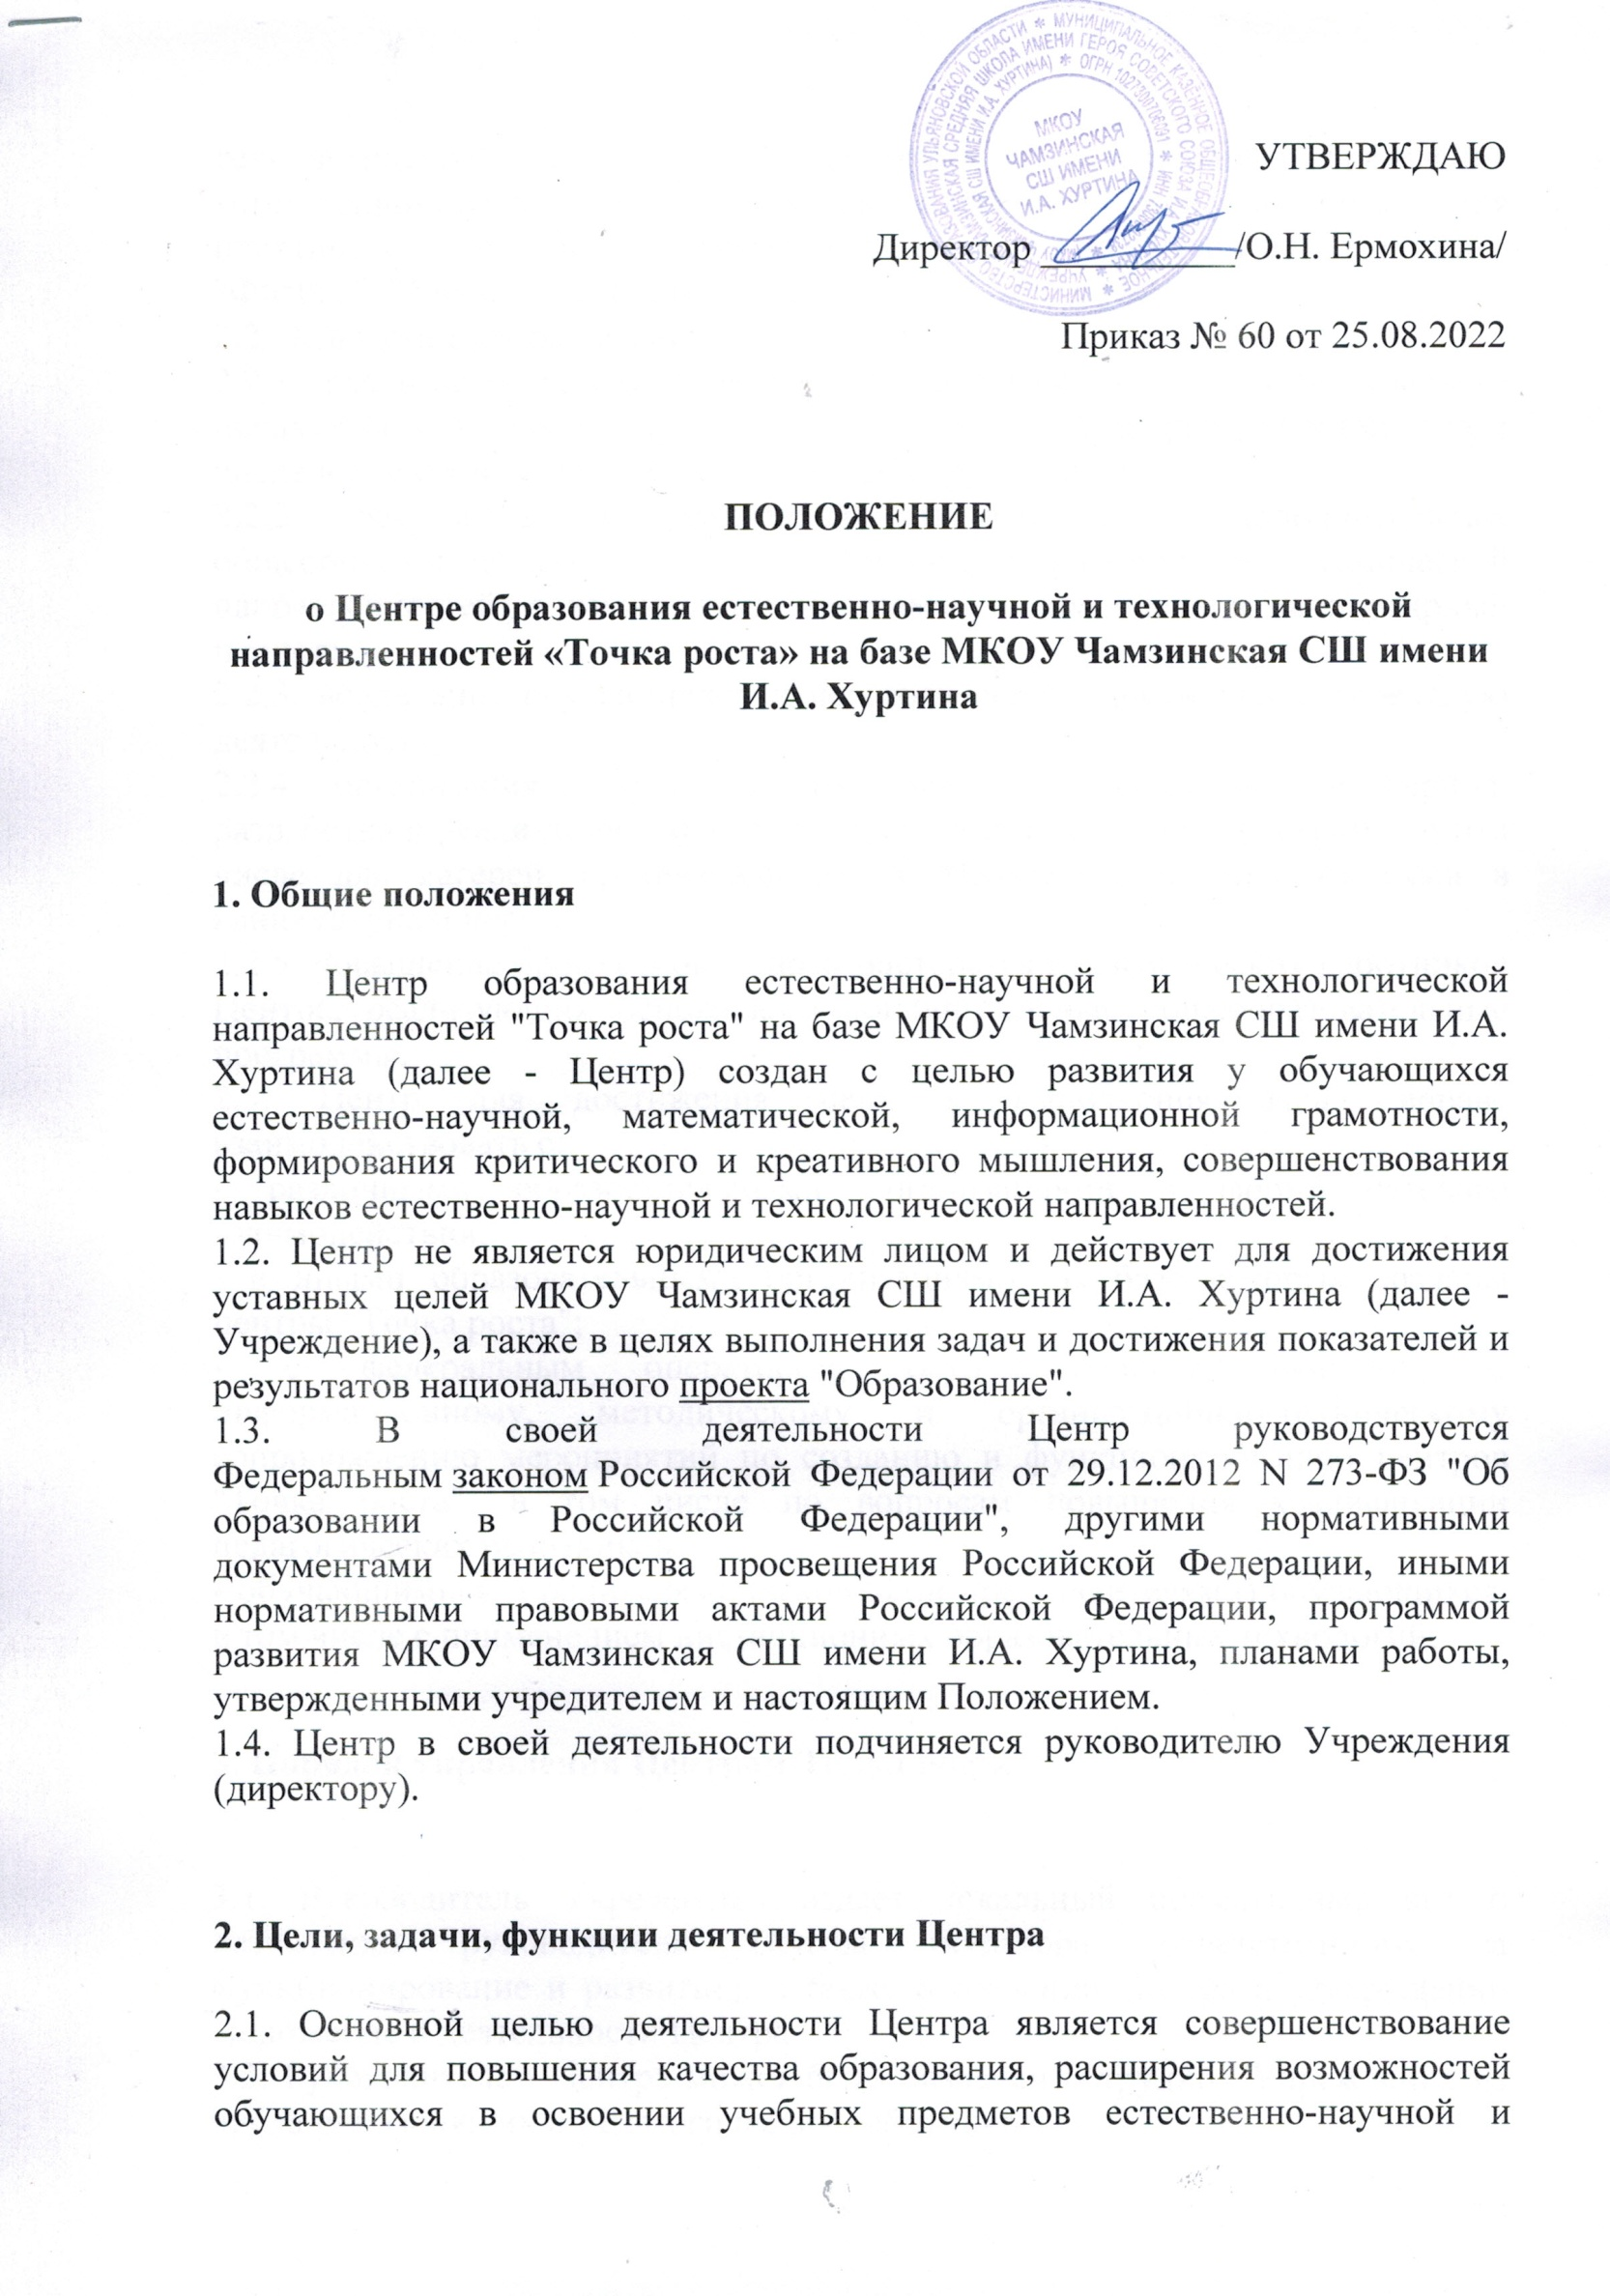 МКОУ
ЧАМЗИНСКАЯ
СШ ИМЕНИ
И.А. ХУРТИНА
УТВЕРЖДАЮ
Директор __________/О.Н. Ермохина/
Приказ № 60 от 25.08.2022
ПОЛОЖЕНИЕ
о Центре образования естественно-научной и технологической
направленностей «Точка роста» на базе МКОУ Чамзинская СШ имени
И.А. Хуртина
1. Общие положения
1.1. Центр образования естественно-научной и технологической
направленностей "Точка роста" на базе МКОУ Чамзинская СШ имени И.А.
Хуртина (далее - Центр) создан с целью развития у обучающихся
естественно-научной, математической, информационной грамотности,
формирования критического и креативного мышления, совершенствования
навыков естественно-научной и технологической направленностей.
1.2. Центр не является юридическим лицом и действует для достижения
уставных целей МКОУ Чамзинская СШ имени И.А. Хуртина (далее -
Учреждение), а также в целях выполнения задач и достижения показателей и
результатов национального проекта "Образование".
1.3. В своей деятельности Центр руководствуется
Федеральным законом Российской Федерации от 29.12.2012 N 273-ФЗ "Об
образовании в Российской Федерации", другими нормативными
документами Министерства просвещения Российской Федерации, иными
нормативными правовыми актами Российской Федерации, программой
развития МКОУ Чамзинская СШ имени И.А. Хуртина, планами работы,
утвержденными учредителем и настоящим Положением.
1.4. Центр в своей деятельности подчиняется руководителю Учреждения
(директору).
2. Цели, задачи, функции деятельности Центра
2.1. Основной целью деятельности Центра является совершенствование
условий для повышения качества образования, расширения возможностей
обучающихся в освоении учебных предметов естественно-научной и